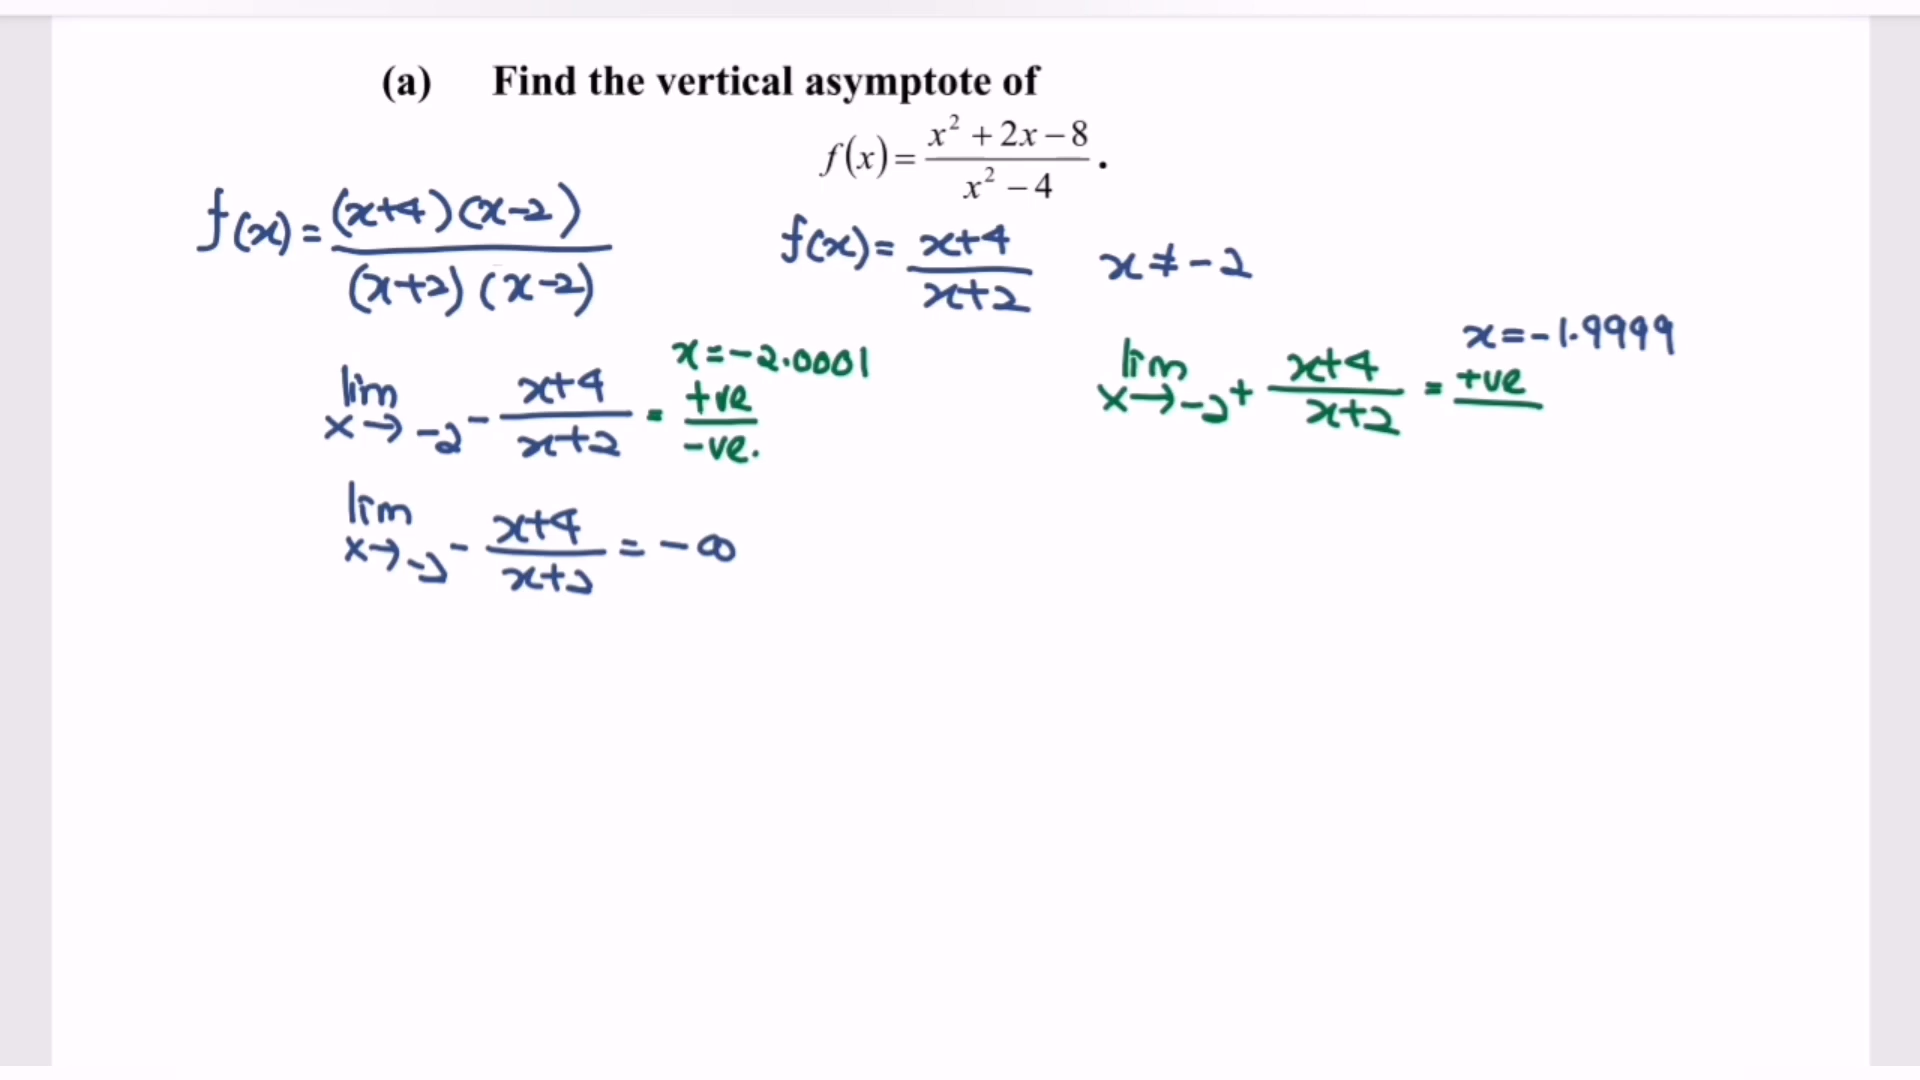 (a) Find the vertical asymptote of
f(x) = (x² + 2x − 8)/(x² − 4) .
f(x) = (x+4)(x-2)/(x+2)(x-2)
f(x) = (x+4)/(x+2) x ≠ -2
lim x→-2⁻ (x+4)/(x+2) = +ve/-ve. x = -2.0001
lim x→-2⁺ (x+4)/(x+2) = +ve/ x = -1.9999
lim x→-2⁻ (x+4)/(x+2) = -∞